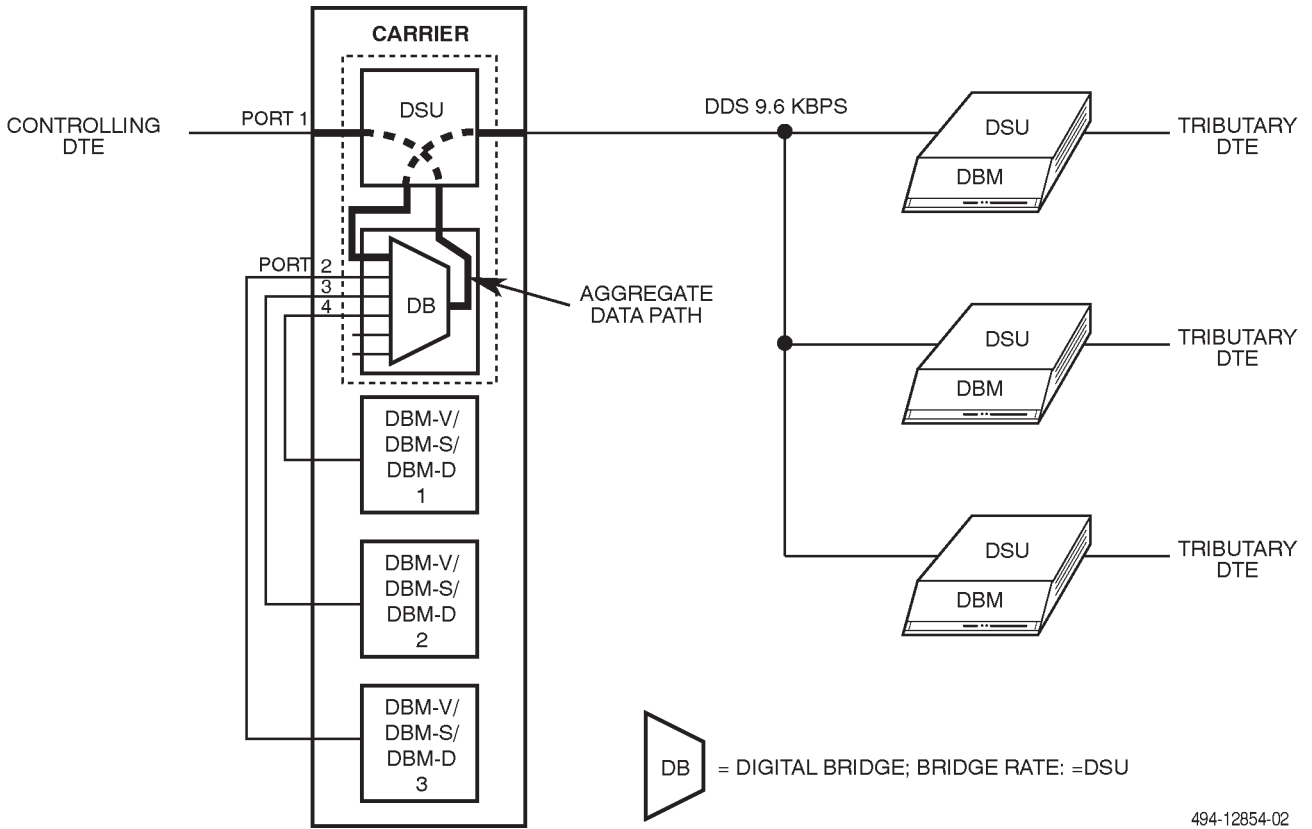 CARRIER
DSU
PORT 1
CONTROLLING
DTE
DDS 9.6 KBPS
DSU
DBM
TRIBUTARY
DTE
PORT 2
3
4
DB
AGGREGATE
DATA PATH
DSU
DBM
TRIBUTARY
DTE
DBM-V/
DBM-S/
DBM-D
1
DBM-V/
DBM-S/
DBM-D
2
DSU
DBM
TRIBUTARY
DTE
DBM-V/
DBM-S/
DBM-D
3
DB
= DIGITAL BRIDGE; BRIDGE RATE: =DSU
494-12854-02